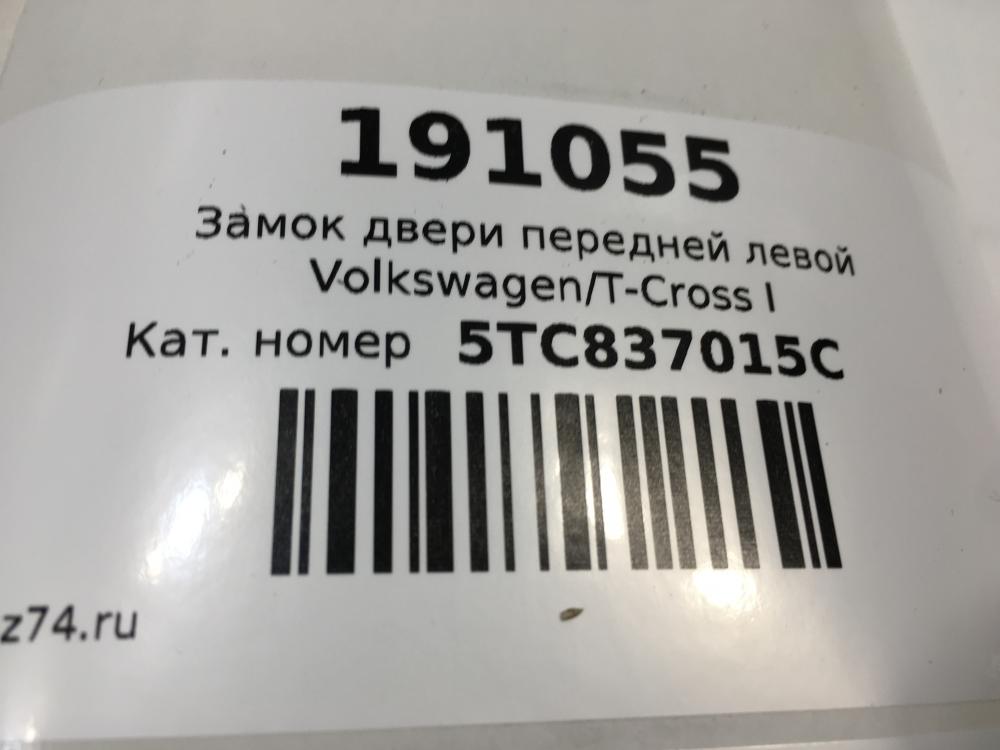 191055
Замок двери передней левой
Volkswagen/T-Cross I
Кат. номер 5TC837015C
z74.ru